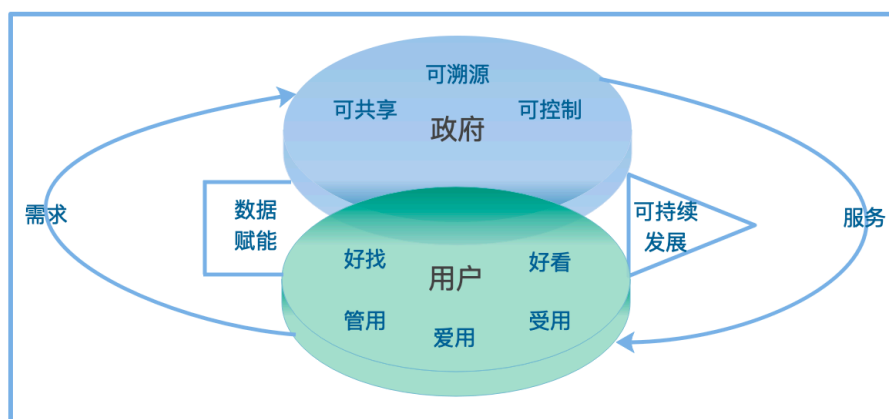 可溯源
可共享
可控制
政府
需求
数据
赋能
可持续
发展
服务
好找
好看
用户
管用
受用
爱用